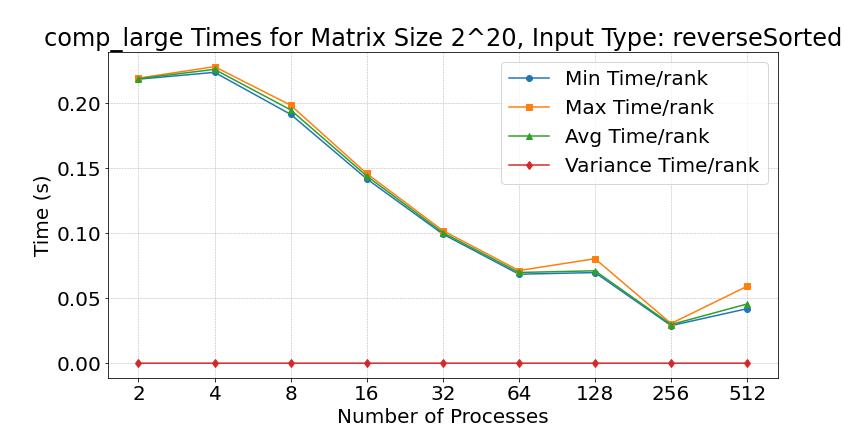 comp_large Times for Matrix Size 2^20, Input Type: reverseSorted
Min Time/rank
Max Time/rank
Avg Time/rank
Variance Time/rank
Time (s)
0.20
0.15
0.10
0.05
0.00
2 4 8 16 32 64 128 256 512
Number of Processes